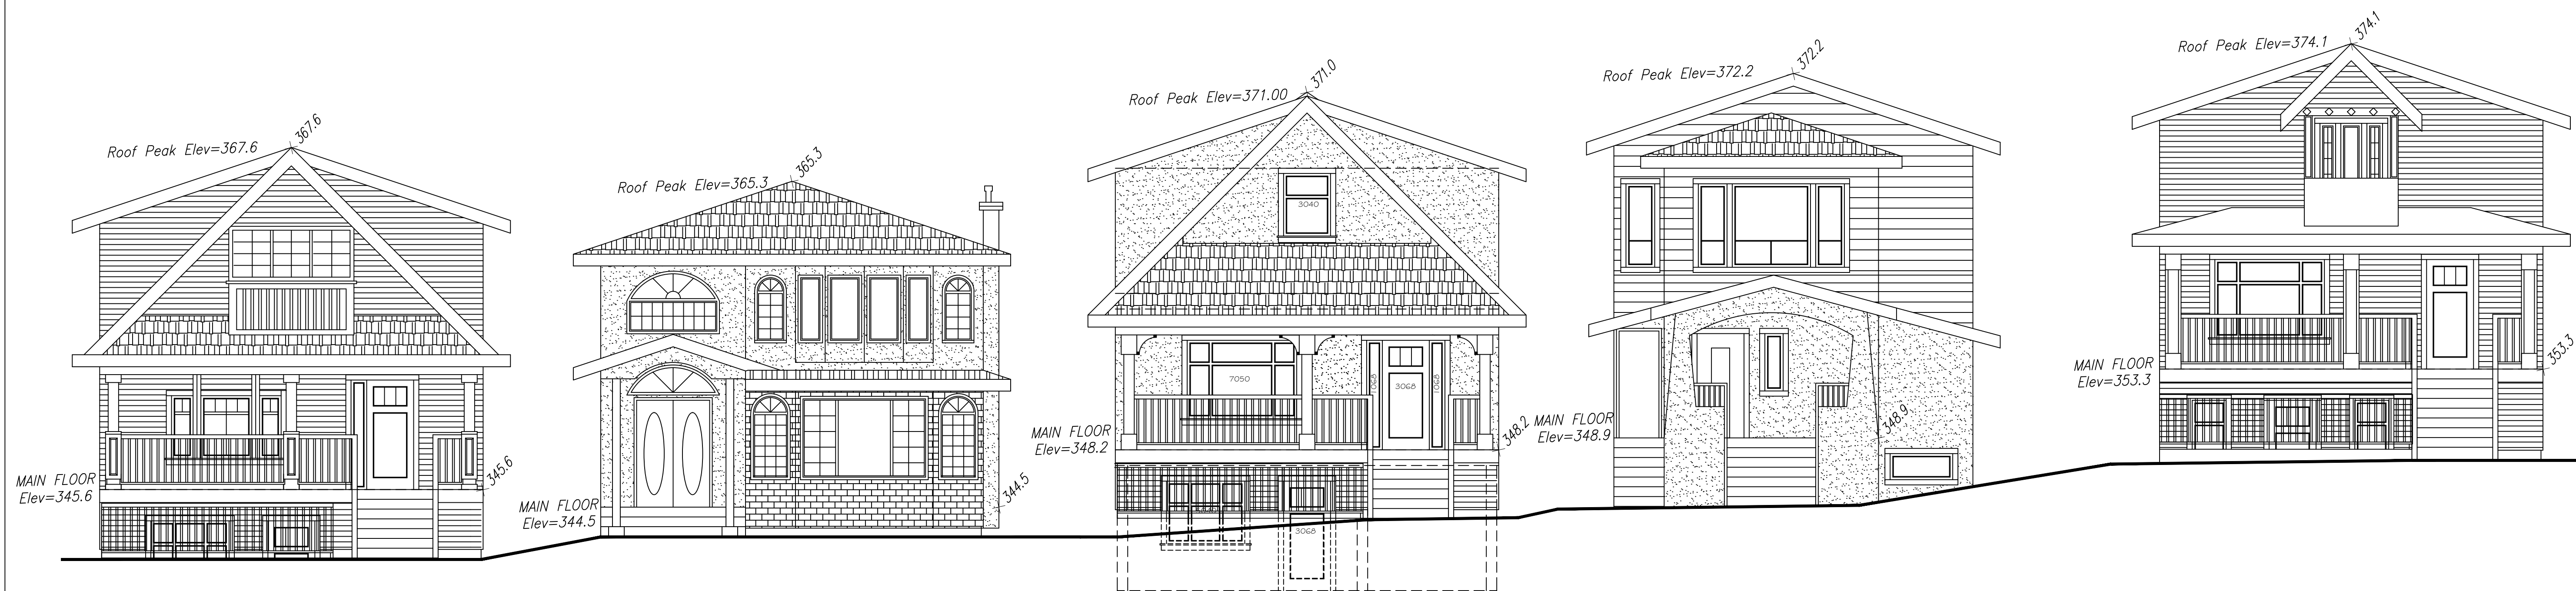 Roof Peak Elev=367.6
367.6
MAIN FLOOR
Elev=345.6
345.6
Roof Peak Elev=365.3
365.3
MAIN FLOOR
Elev=344.5
344.5
Roof Peak Elev=371.00
371.0
3040
7050
1068
3068
1068
MAIN FLOOR
Elev=348.2
348.2
3068
Roof Peak Elev=372.2
372.2
MAIN FLOOR
Elev=348.9
348.9
Roof Peak Elev=374.1
374.1
MAIN FLOOR
Elev=353.3
353.3